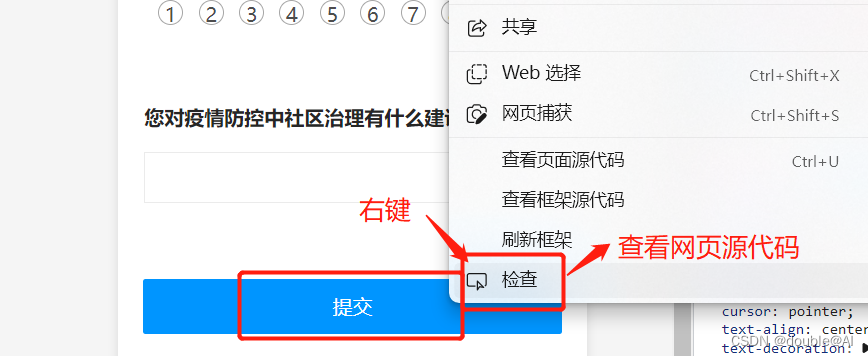 1 2 3 4 5 6 7
共享
Web 选择 Ctrl+Shift+X
您对疫情防控中社区治理有什么建议
网页捕获 Ctrl+Shift+S
查看页面源代码 Ctrl+U
查看框架源代码
右键
刷新框架
查看网页源代码
检查
提交
cursor: pointer;
text-align: center
text-decoration:
CSDN @double@AI